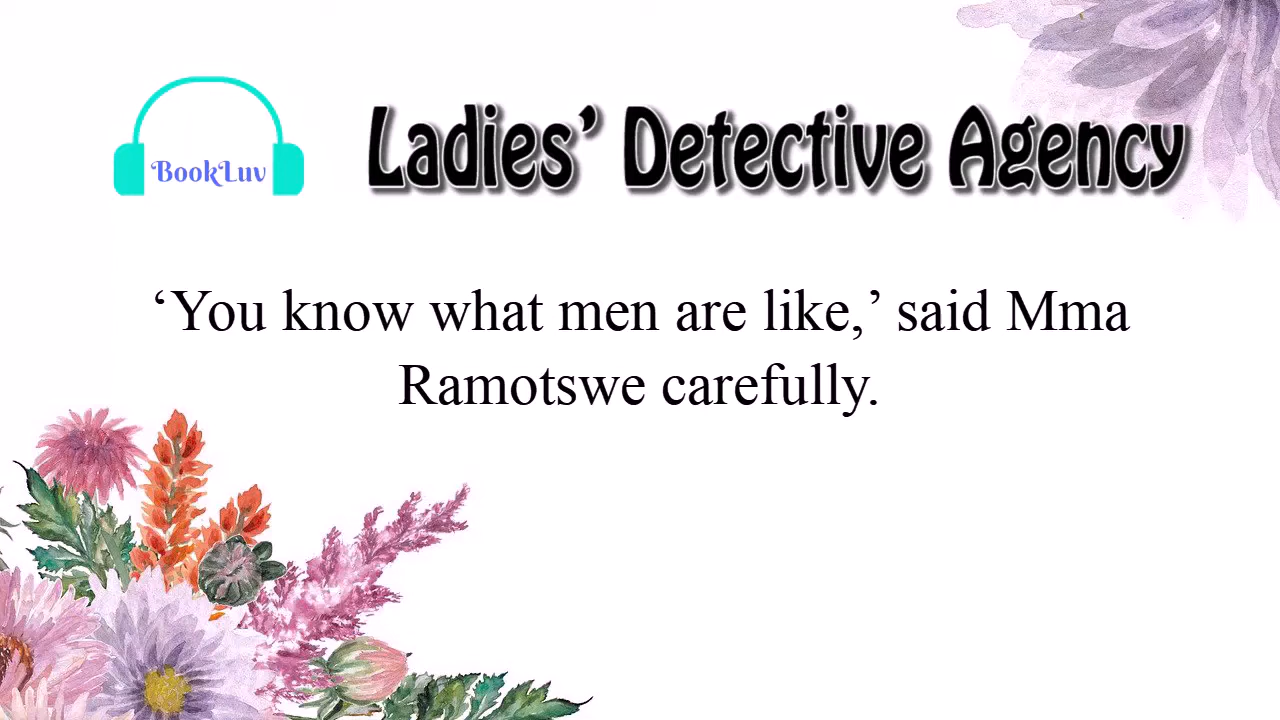 BookLuv
Ladies’ Detective Agency
‘You know what men are like,’ said Mma
Ramotswe carefully.